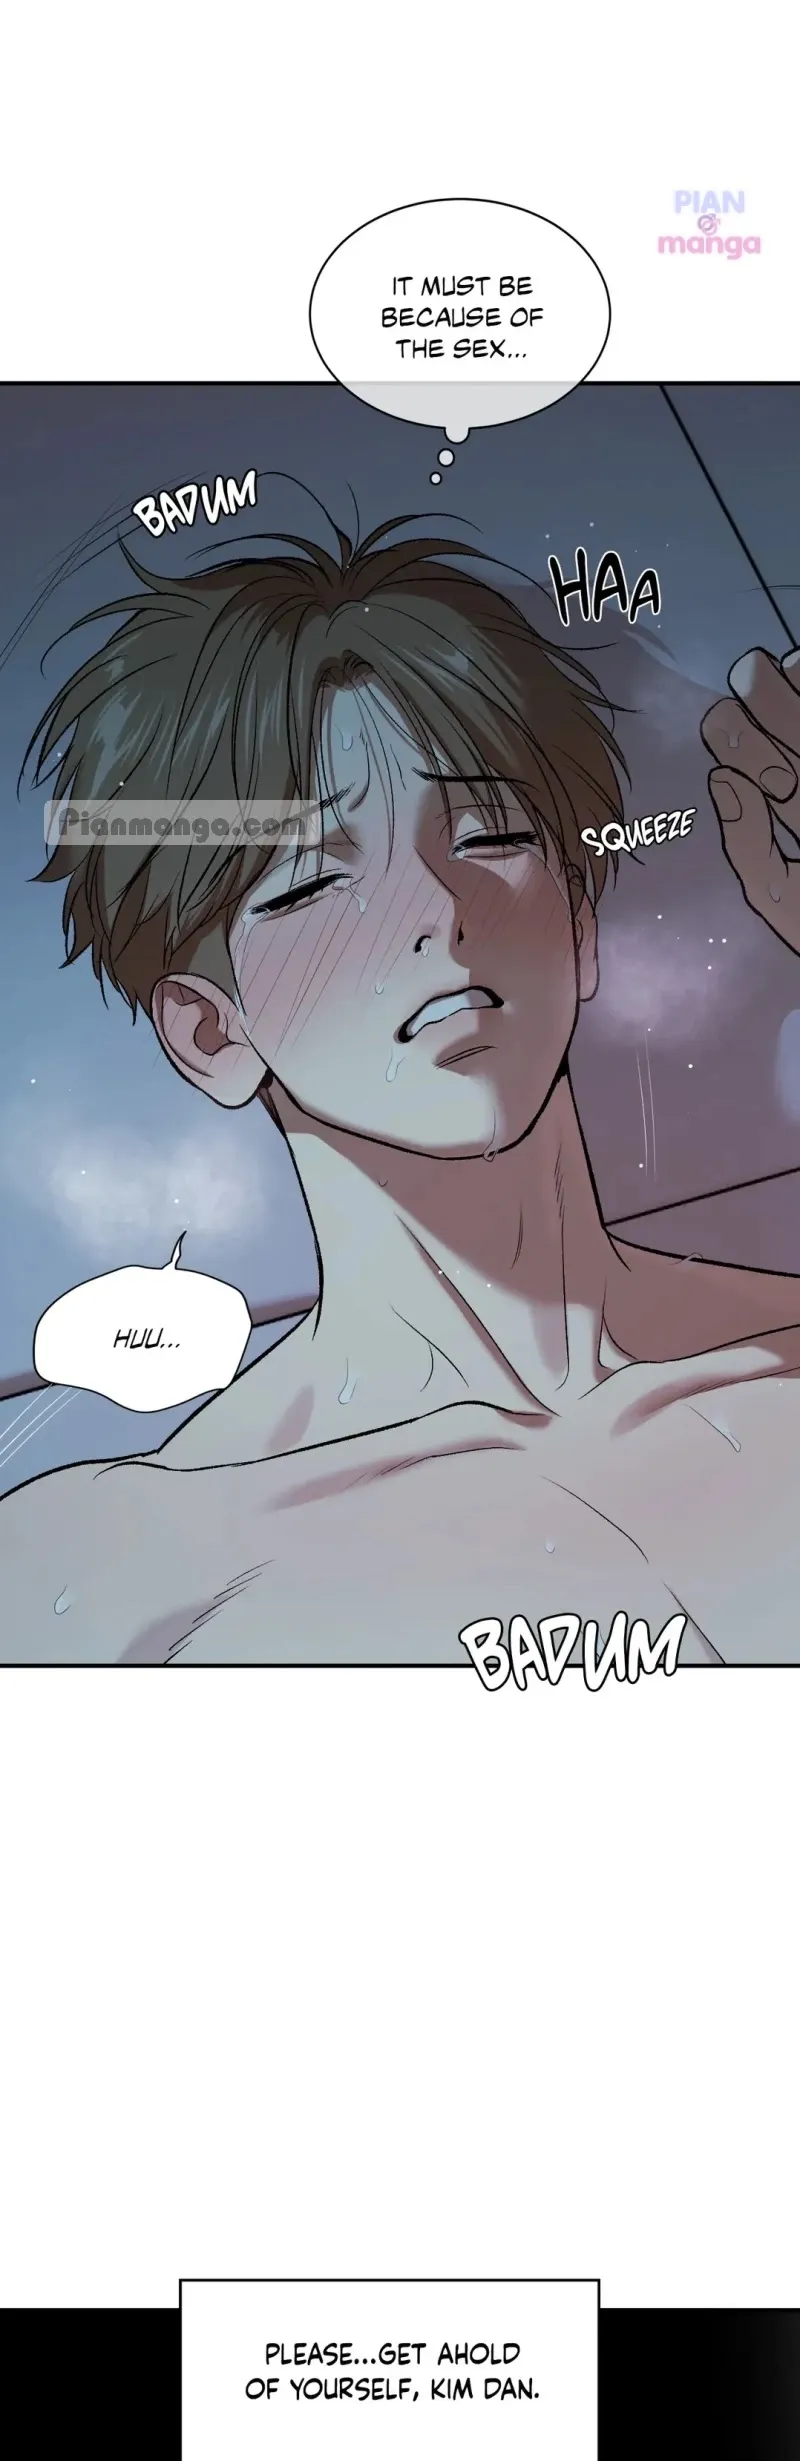 PIAN
manga
IT MUST BE
BECAUSE OF
THE SEX...
BADUM
HAA
Pianmanga.com
SQUEEZE
HUU...
BADUM
PLEASE...GET AHOLD
OF YOURSELF, KIM DAN.